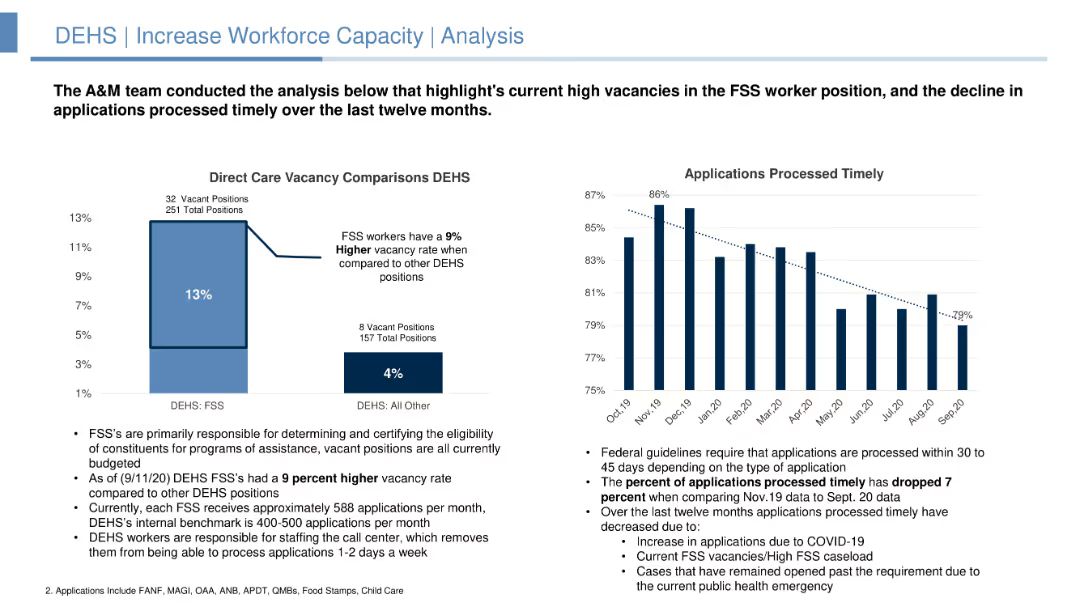 DEHS | Increase Workforce Capacity | Analysis
The A&M team conducted the analysis below that highlight's current high vacancies in the FSS worker position, and the decline in
applications processed timely over the last twelve months.
Direct Care Vacancy Comparisons DEHS
32 Vacant Positions
251 Total Positions
13%
11%
9%
7%
5%
3%
1%
FSS workers have a 9%
Higher vacancy rate when
compared to other DEHS
positions
13%
8 Vacant Positions
157 Total Positions
4%
DEHS: FSS
DEHS: All Other
• FSS's are primarily responsible for determining and certifying the eligibility
of constituents for programs of assistance, vacant positions are all currently
budgeted
• As of (9/11/20) DEHS FSS's had a 9 percent higher vacancy rate
compared to other DEHS positions
• Currently, each FSS receives approximately 588 applications per month,
DEHS's internal benchmark is 400-500 applications per month
• DEHS workers are responsible for staffing the call center, which removes
them from being able to process applications 1-2 days a week
Applications Processed Timely
87%
85%
83%
81%
79%
77%
75%
86%
79%
Oct,19
Nov,19
Dec,19
Jan,20
Feb,20
Mar,20
Apr,20
May,20
Jun,20
Jul,20
Aug,20
Sep,20
• Federal guidelines require that applications are processed within 30 to
45 days depending on the type of application
• The percent of applications processed timely has dropped 7
percent when comparing Nov.19 data to Sept. 20 data
• Over the last twelve months applications processed timely have
decreased due to:
• Increase in applications due to COVID-19
• Current FSS vacancies/High FSS caseload
• Cases that have remained opened past the requirement due to
the current public health emergency
2. Applications Include FANF, MAGI, OAA, ANB, APDT, QMBs, Food Stamps, Child Care